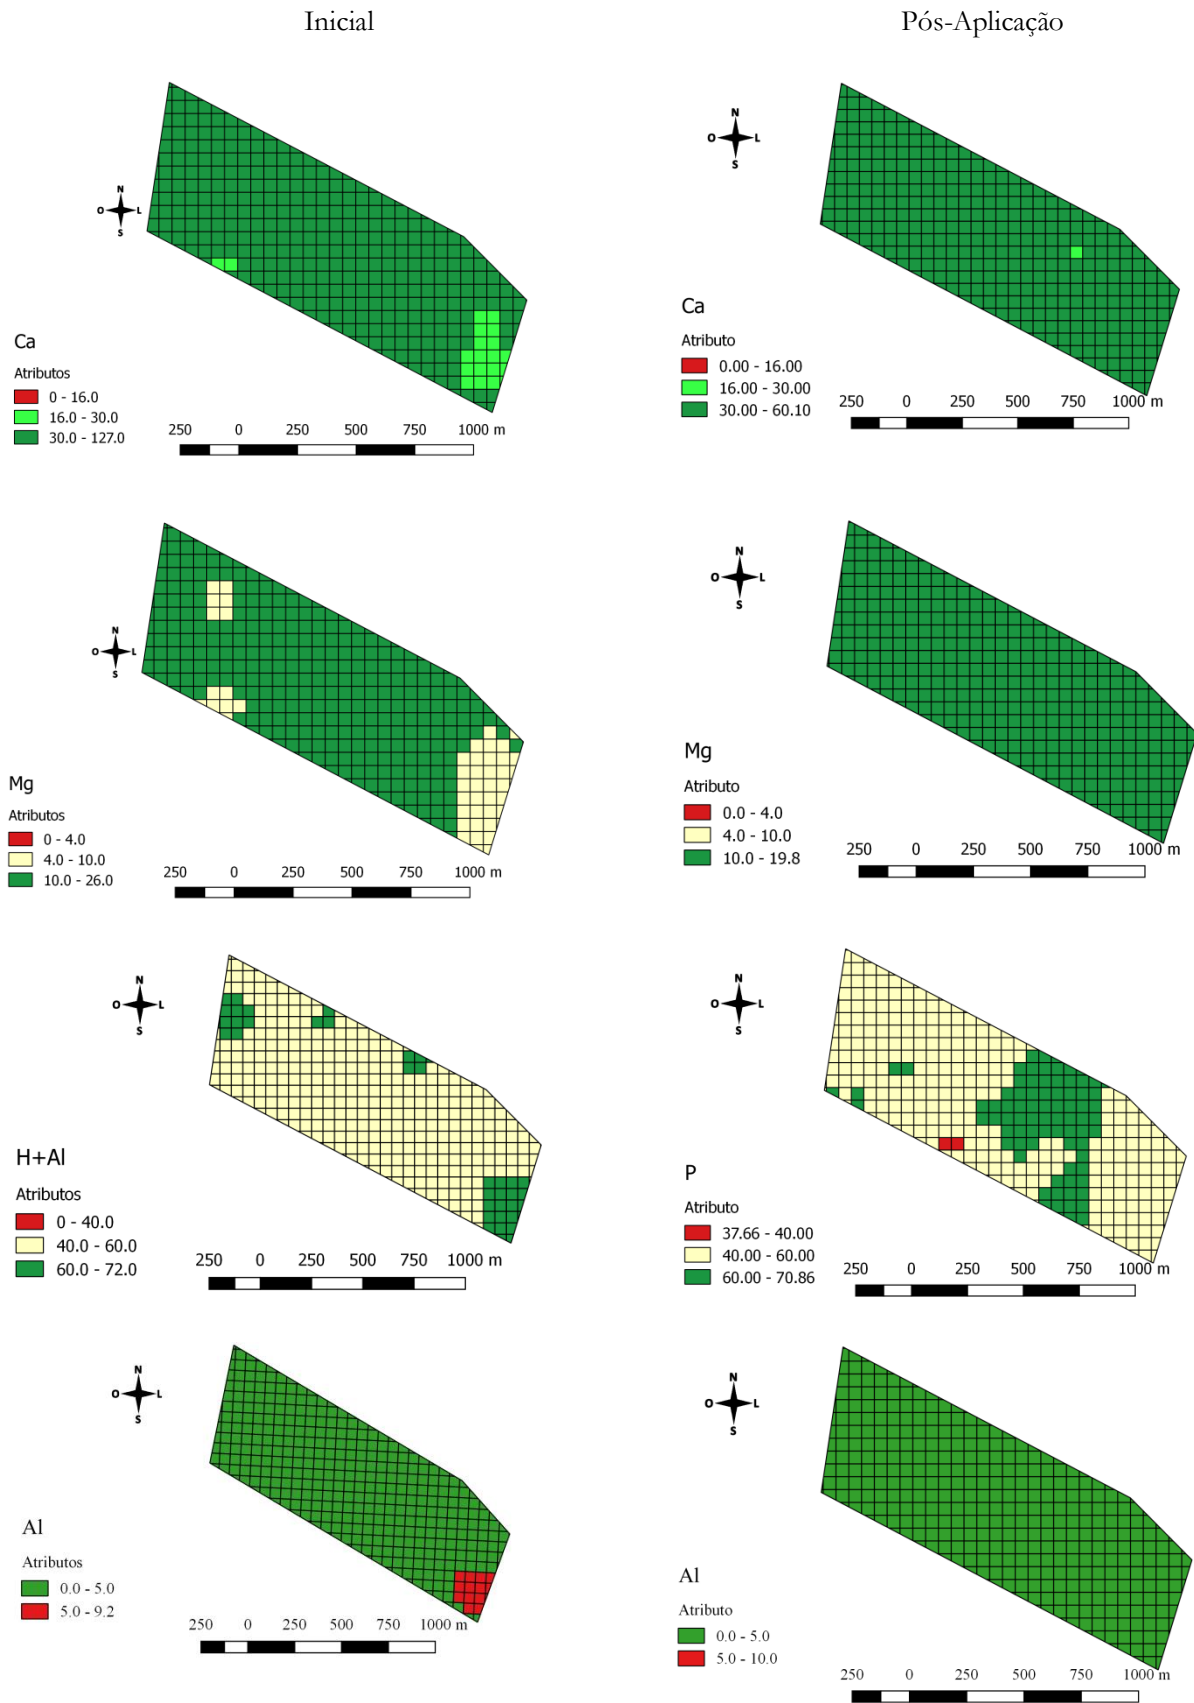 Inicial
Pós-Aplicação
N
O L
S
Ca
Atributos
0 - 16.0
16.0 - 30.0
30.0 - 127.0
250 0 250 500 750 1000 m
N
O L
S
Ca
Atributo
0.00 - 16.00
16.00 - 30.00
30.00 - 60.10
250 0 250 500 750 1000 m
N
O L
S
Mg
Atributos
0 - 4.0
4.0 - 10.0
10.0 - 26.0
250 0 250 500 750 1000 m
N
O L
S
Mg
Atributo
0.0 - 4.0
4.0 - 10.0
10.0 - 19.8
250 0 250 500 750 1000 m
N
O L
S
H+Al
Atributos
0 - 40.0
40.0 - 60.0
60.0 - 72.0
250 0 250 500 750 1000 m
N
O L
S
P
Atributo
37.66 - 40.00
40.00 - 60.00
60.00 - 70.86
250 0 250 500 750 1000 m
N
O L
S
Al
Atributos
0.0 - 5.0
5.0 - 9.2
250 0 250 500 750 1000 m
N
O L
S
Al
Atributo
0.0 - 5.0
5.0 - 10.0
250 0 250 500 750 1000 m